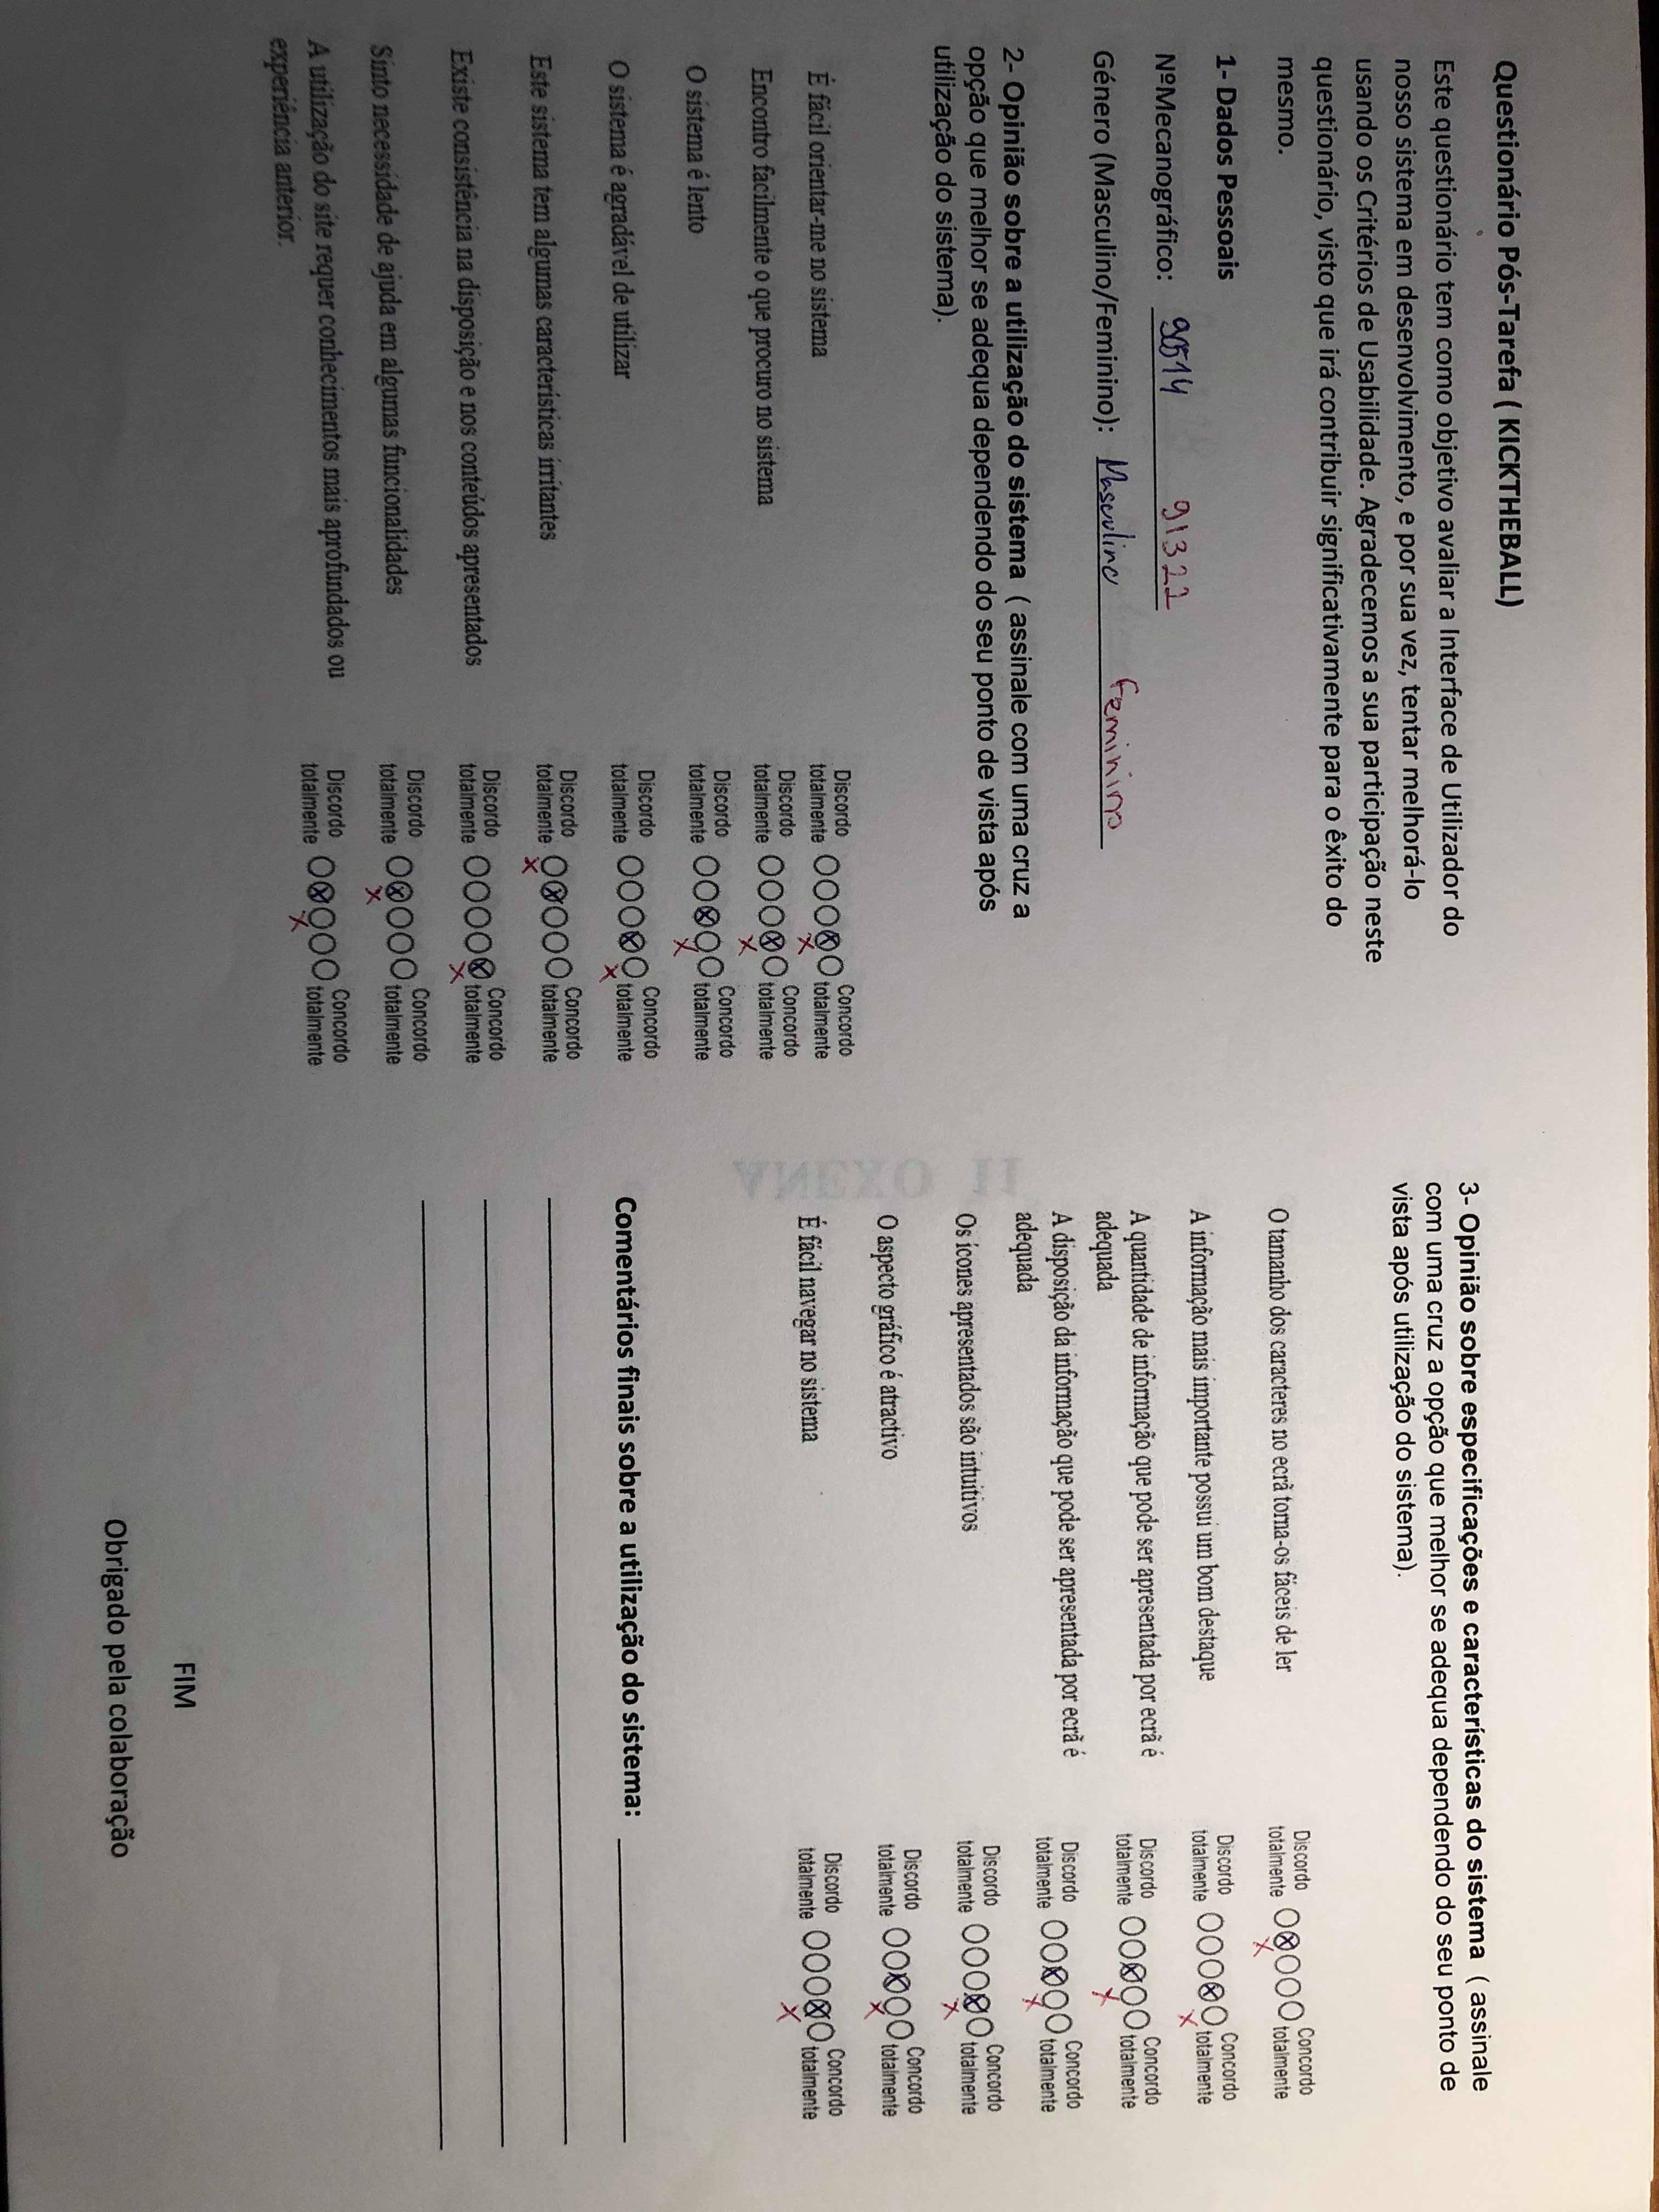 Questionário Pós-Tarefa ( KICKTHEBALL)
Este questionário tem como objetivo avaliar a Interface de Utilizador do
nosso sistema em desenvolvimento, e por sua vez, tentar melhorá-lo
usando os Critérios de Usabilidade. Agradecemos a sua participação neste
questionário, visto que irá contribuir significativamente para o êxito do
mesmo.
1- Dados Pessoais
NºMecanográfico: 91322
Género (Masculino/Feminino): Masculino Feminino
2- Opinião sobre a utilização do sistema ( assinale com uma cruz a
opção que melhor se adequa dependendo do seu ponto de vista após
utilização do sistema).
É fácil orientar-me no sistema
Discordo totalmente Concordo totalmente
Encontro facilmente o que procuro no sistema
Discordo totalmente Concordo totalmente
O sistema é lento
Discordo totalmente Concordo totalmente
O sistema é agradável de utilizar
Discordo totalmente Concordo totalmente
Este sistema tem algumas características irritantes
Discordo totalmente Concordo totalmente
Existe consistência na disposição e nos conteúdos apresentados
Discordo totalmente Concordo totalmente
Sinto necessidade de ajuda em algumas funcionalidades
Discordo totalmente Concordo totalmente
A utilização do site requer conhecimentos mais aprofundados ou
experiência anterior.
Discordo totalmente Concordo totalmente
3- Opinião sobre especificações e características do sistema ( assinale
com uma cruz a opção que melhor se adequa dependendo do seu ponto de
vista após utilização do sistema).
O tamanho dos caracteres no ecrã torna-os fáceis de ler
Discordo totalmente Concordo totalmente
A informação mais importante possui um bom destaque
Discordo totalmente Concordo totalmente
A quantidade de informação que pode ser apresentada por ecrã é
adequada
Discordo totalmente Concordo totalmente
A disposição da informação que pode ser apresentada por ecrã é
adequada
Discordo totalmente Concordo totalmente
Os ícones apresentados são intuitivos
Discordo totalmente Concordo totalmente
O aspecto gráfico é atractivo
Discordo totalmente Concordo totalmente
É fácil navegar no sistema
Discordo totalmente Concordo totalmente
Comentários finais sobre a utilização do sistema:
FIM
Obrigado pela colaboração
ANEXO 11